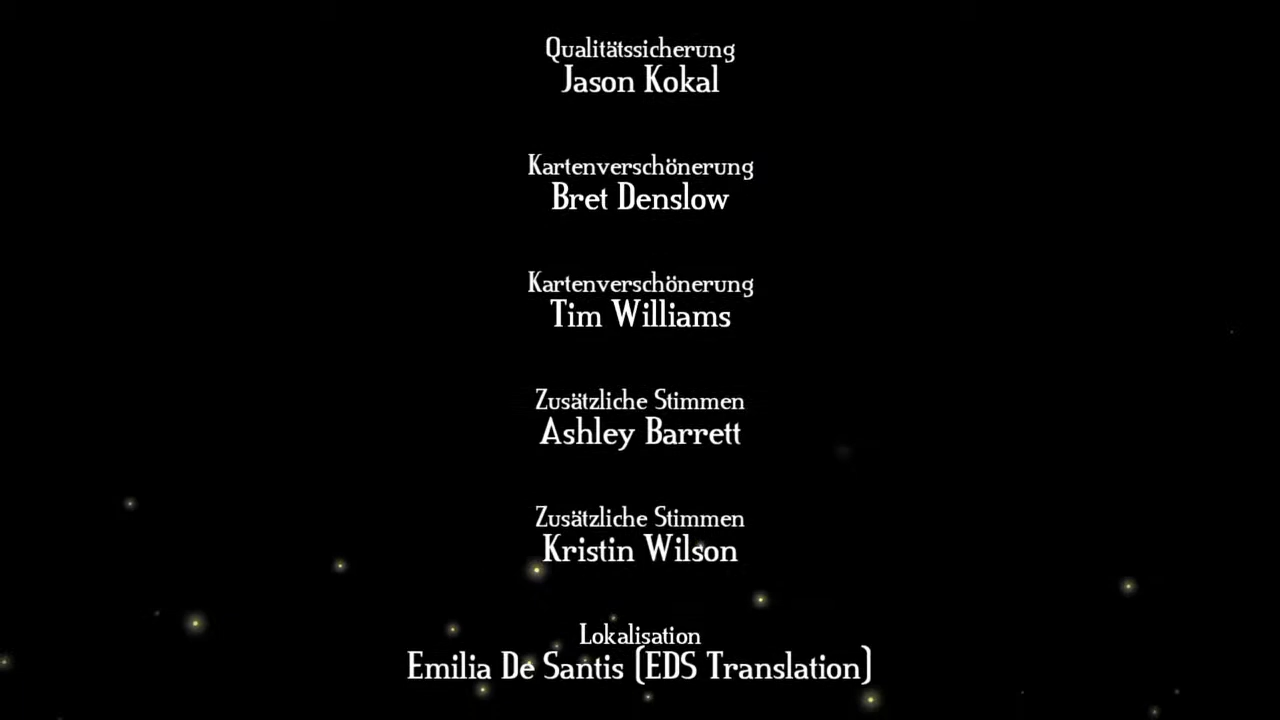 Qualitätssicherung
Jason Kokal
Kartenverschönerung
Bret Denslow
Kartenverschönerung
Tim Williams
Zusätzliche Stimmen
Ashley Barrett
Zusätzliche Stimmen
Kristin Wilson
Lokalisation
Emilia De Santis (EDS Translation)